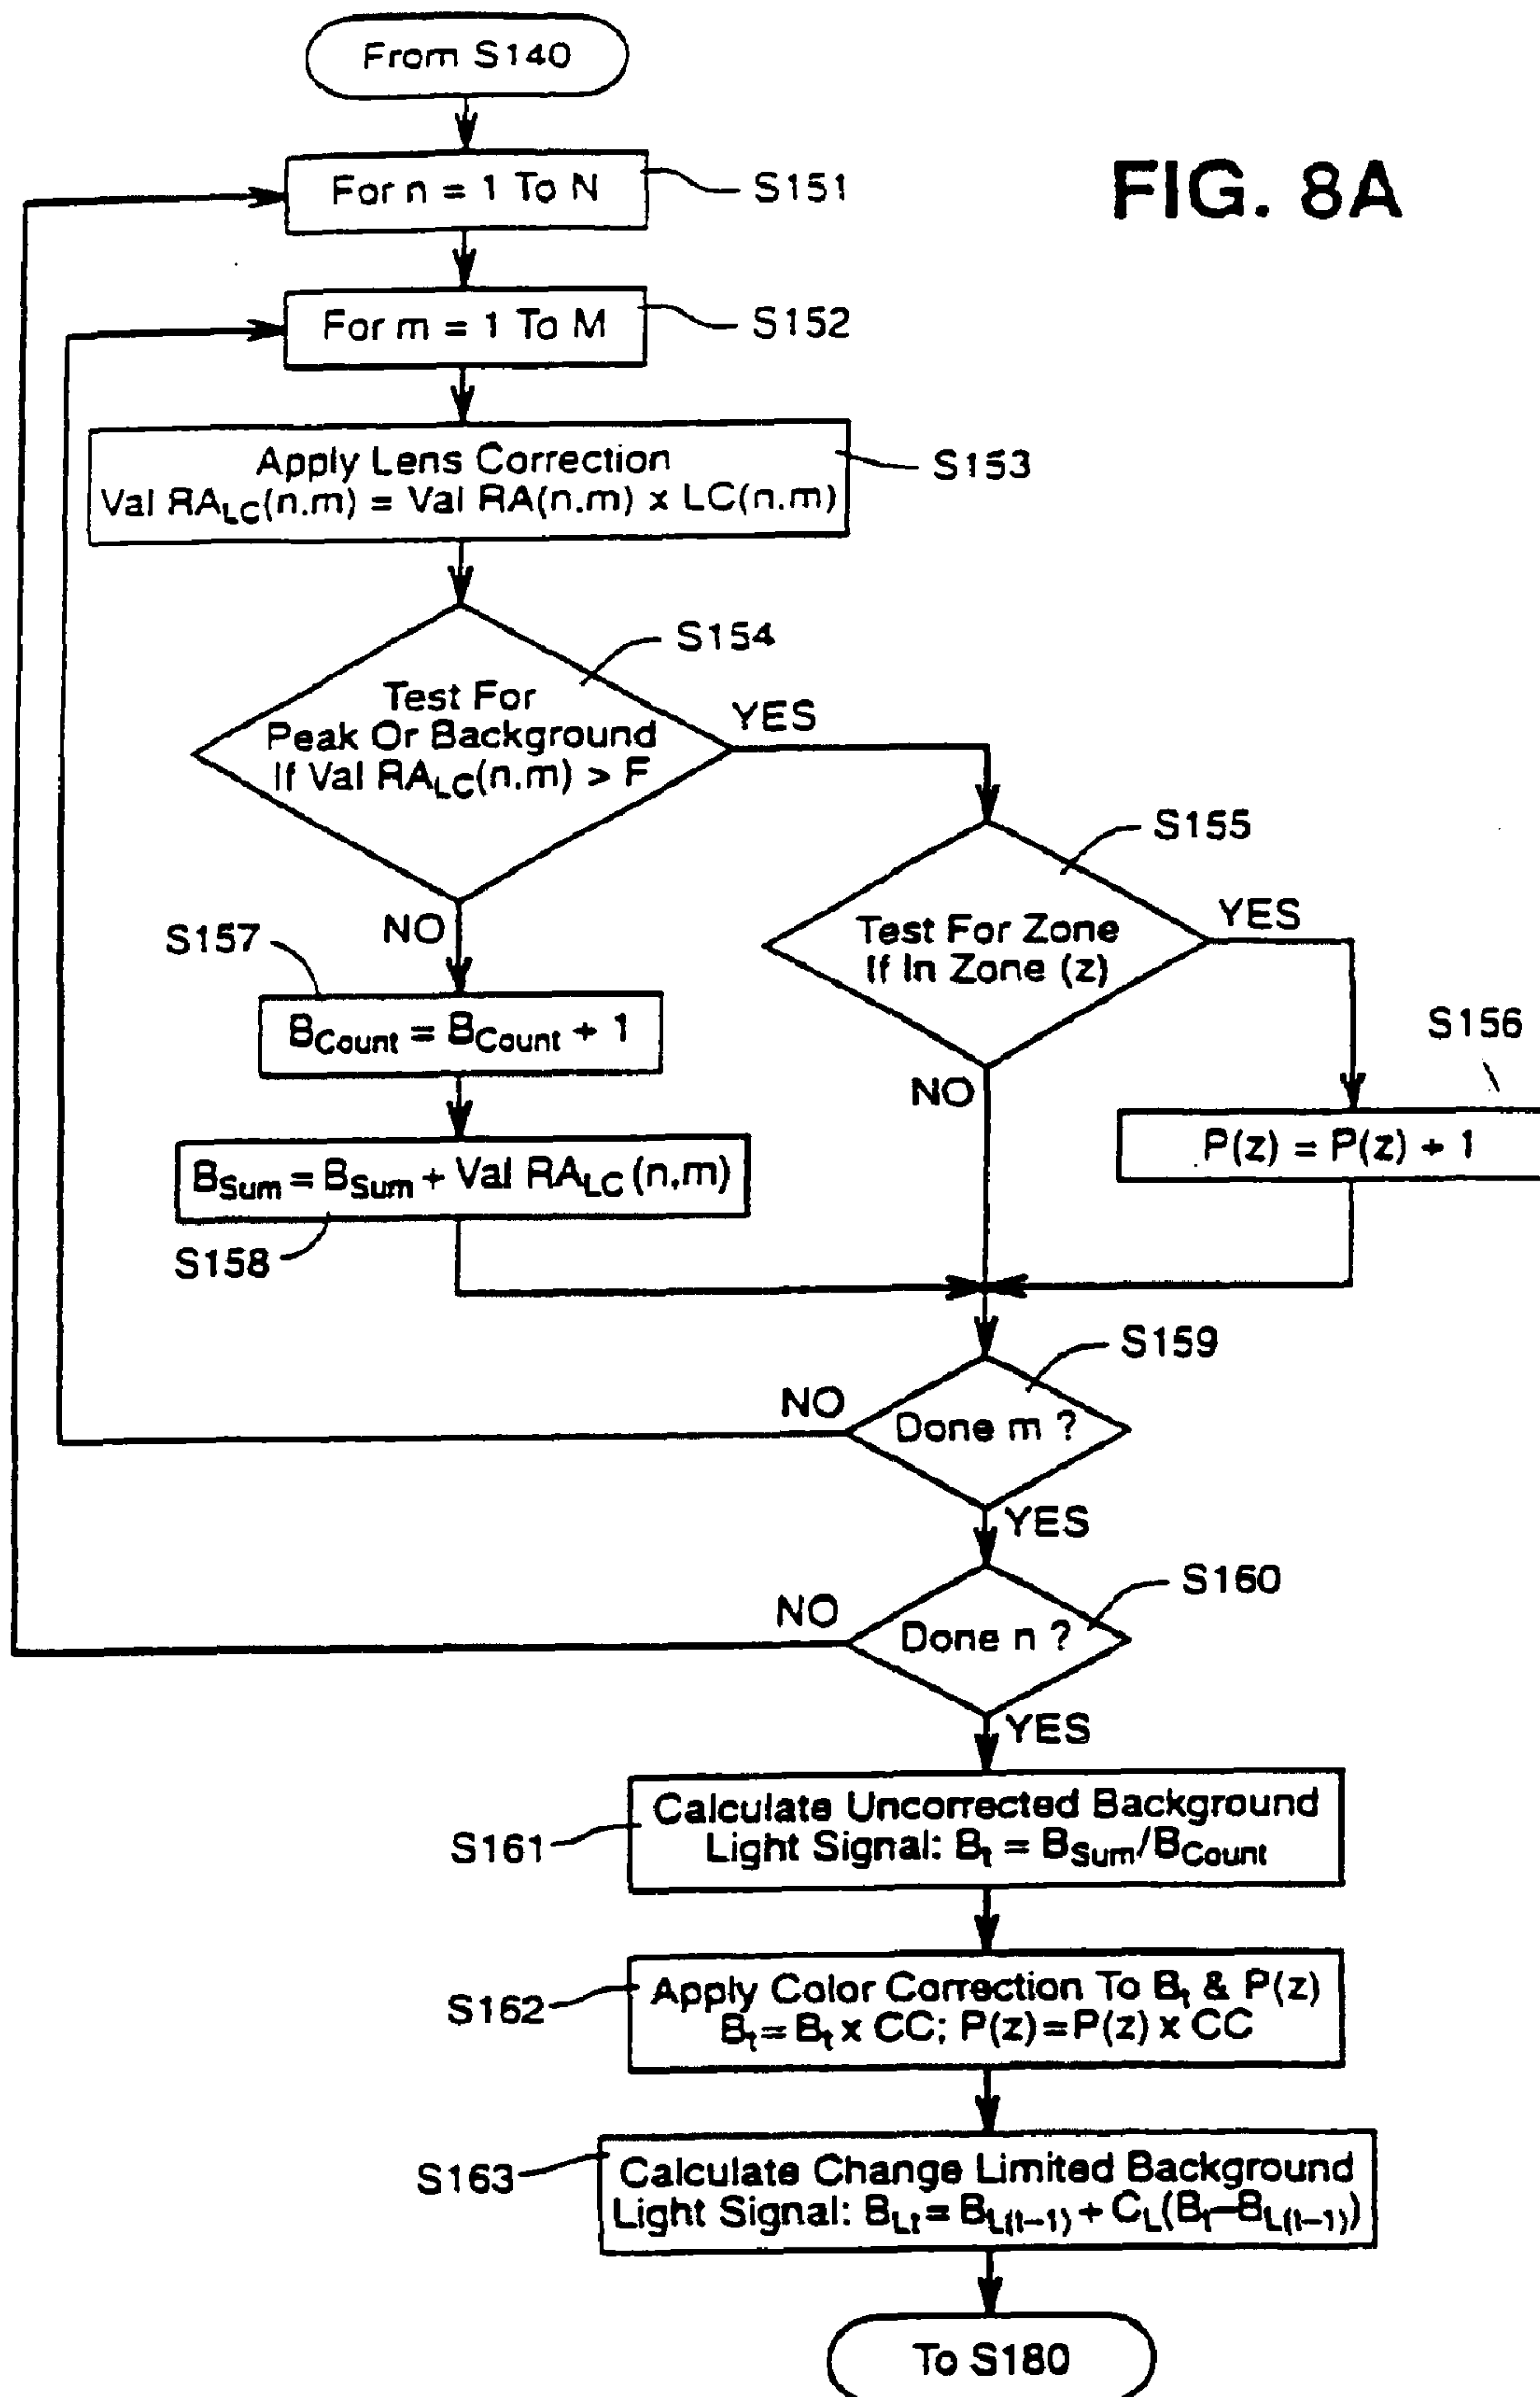 From S140
FIG. 8A
For n = 1 To N
S151
For m = 1 To M
S152
Apply Lens Correction
Val RA_LC(n.m) = Val RA(n.m) x LC(n.m)
S153
S154
Test For
Peak Or Background
If Val RA_LC(n.m) > F
YES
S155
Test For Zone
If In Zone (z)
YES
NO
S157
B_Count = B_Count + 1
S156
NO
P(z) = P(z) + 1
B_Sum = B_Sum + Val RA_LC (n,m)
S158
S159
NO
Done m ?
YES
S160
NO
Done n ?
YES
Calculate Uncorrected Background
Light Signal: B_t = B_Sum/B_Count
S161
Apply Color Correction To B_t & P(z)
B_t = B_t x CC; P(z) = P(z) x CC
S162
Calculate Change Limited Background
Light Signal: B_Lt = B_L(t-1) + C_L(B_t-B_L(t-1))
S163
To S180